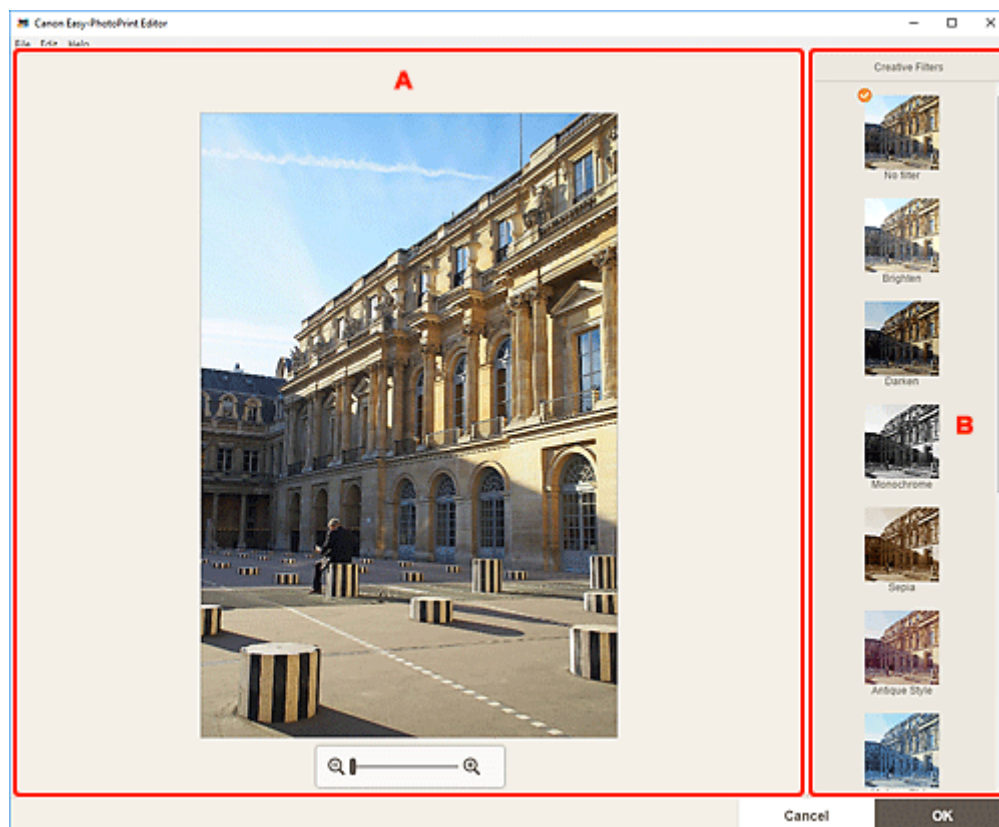 Canon Easy-PhotoPrint Editor
File Edit Help
A
Creative Filters
No filter
Brighten
Darken
Monochrome
B
Sepia
Antique Style
Cancel
OK